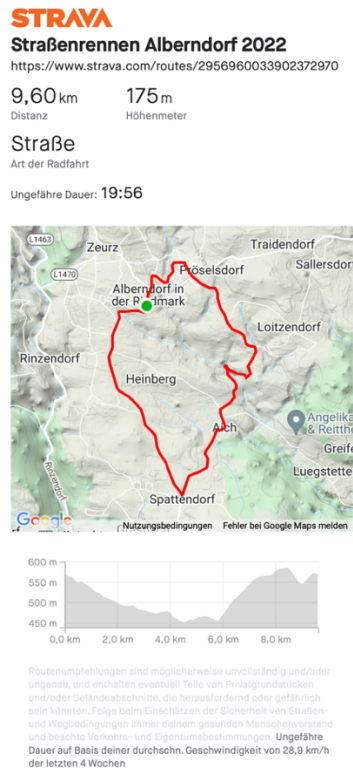 STRAVA
Straßenrennen Alberndorf 2022
https://www.strava.com/routes/2956960033902372970
9,60 km 175 m
Distanz Höhenmeter
Straße
Art der Radfahrt
Ungefähre Dauer: 19:56
L1463
Zeurz
Traidendorf
Pröselsdorf
Sallersdor
L1470
Alberndorf in
der Riedmark
Loitzendorf
Rinzendorf
Heinberg
Angelika
& Reitthe
Aich
Greife
Luegstette
Rinzendorf
Spattendorf
Google
Nutzungsbedingungen Fehler bei Google Maps melden
600 m
550 m
500 m
450 m
0,0 km 2,0 km 4,0 km 6,0 km 8,0 km
Routenempfehlungen sind möglicherweise unvollständig und/oder
ungenau, und enthalten eventuell Teile von Privatgrundstücken
und/oder Geländeabschnitte, die herausfordernd oder gefährlich
sein könnten. Folge beim Einschätzen der Sicherheit von Straßen-
und Wegbedingungen immer deinem gesunden Menschenverstand
und beachte Verkehrs- und Eigentumsbestimmungen. Ungefähre
Dauer auf Basis deiner durchschn. Geschwindigkeit von 28,9 km/h
der letzten 4 Wochen